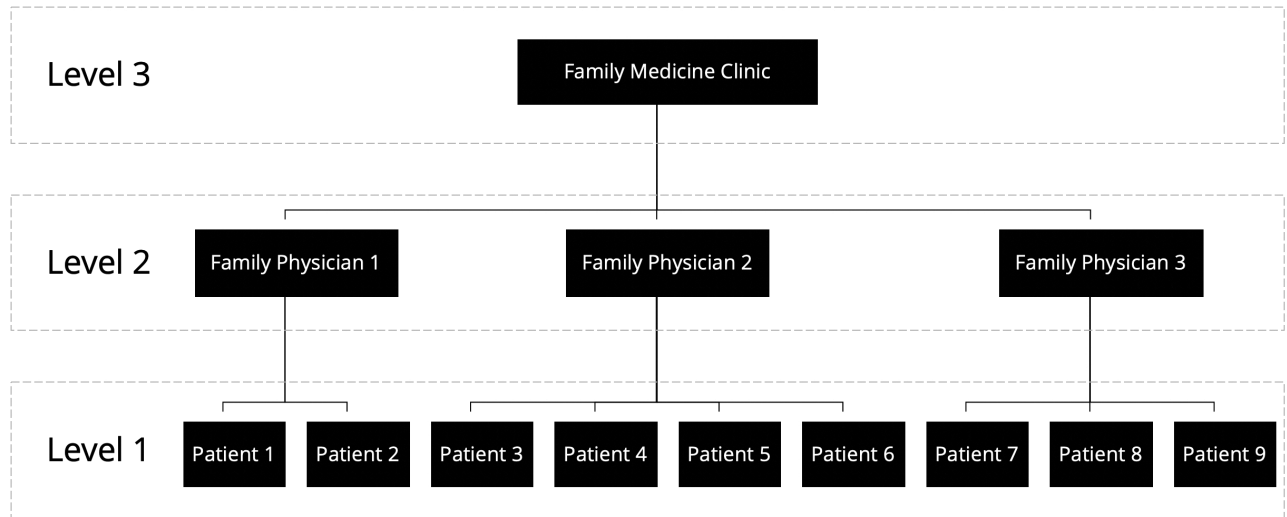 Level 3
Family Medicine Clinic
Level 2
Family Physician 1
Family Physician 2
Family Physician 3
Level 1
Patient 1
Patient 2
Patient 3
Patient 4
Patient 5
Patient 6
Patient 7
Patient 8
Patient 9